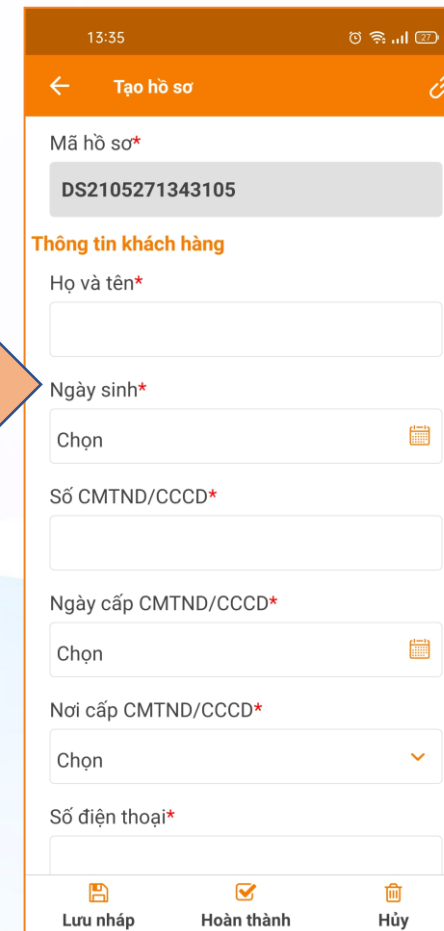 13:35
27
Tạo hồ sơ
Mã hồ sơ*
DS2105271343105
Thông tin khách hàng
Họ và tên*
Ngày sinh*
Chọn
Số CMTND/CCCD*
Ngày cấp CMTND/CCCD*
Chọn
Nơi cấp CMTND/CCCD*
Chọn
Số điện thoại*
Lưu nháp Hoàn thành Hủy